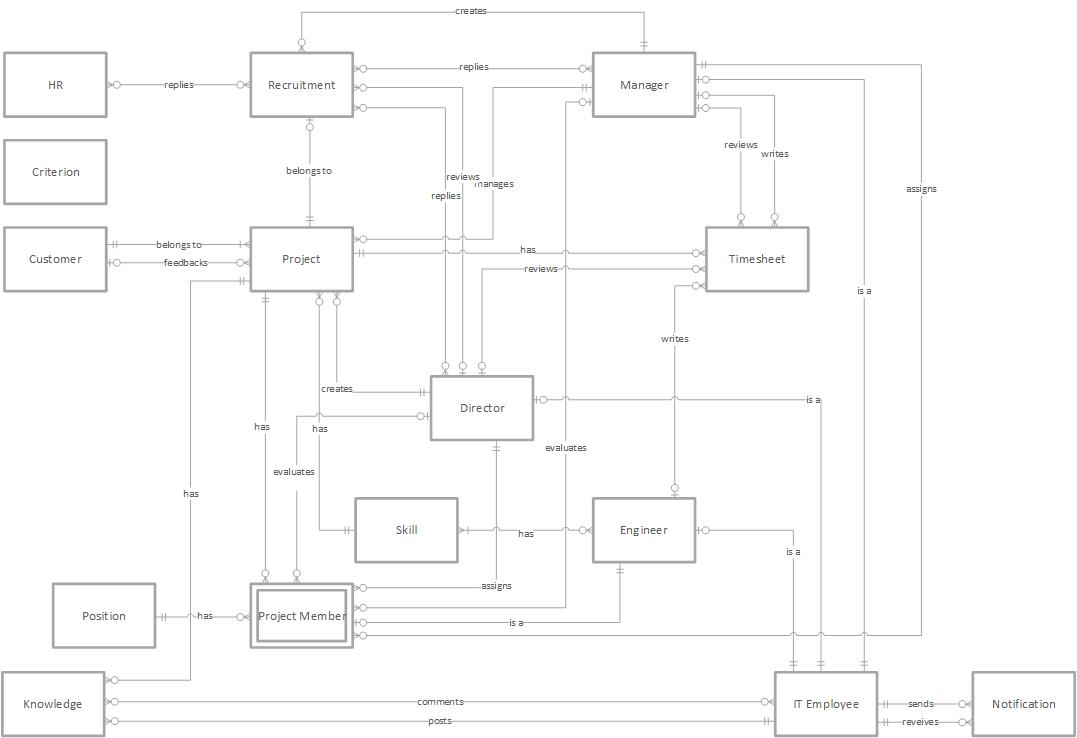 creates
HR
replies
Recruitment
replies
Manager
reviews
writes
Criterion
belongs to
reviews
manages
replies
assigns
Customer
belongs to
feedbacks
Project
has
reviews
Timesheet
is a
writes
creates
Director
is a
has
has
evaluates
evaluates
has
Skill
has
Engineer
is a
assigns
Position
has
Project Member
is a
Knowledge
comments
posts
IT Employee
sends
reveives
Notification